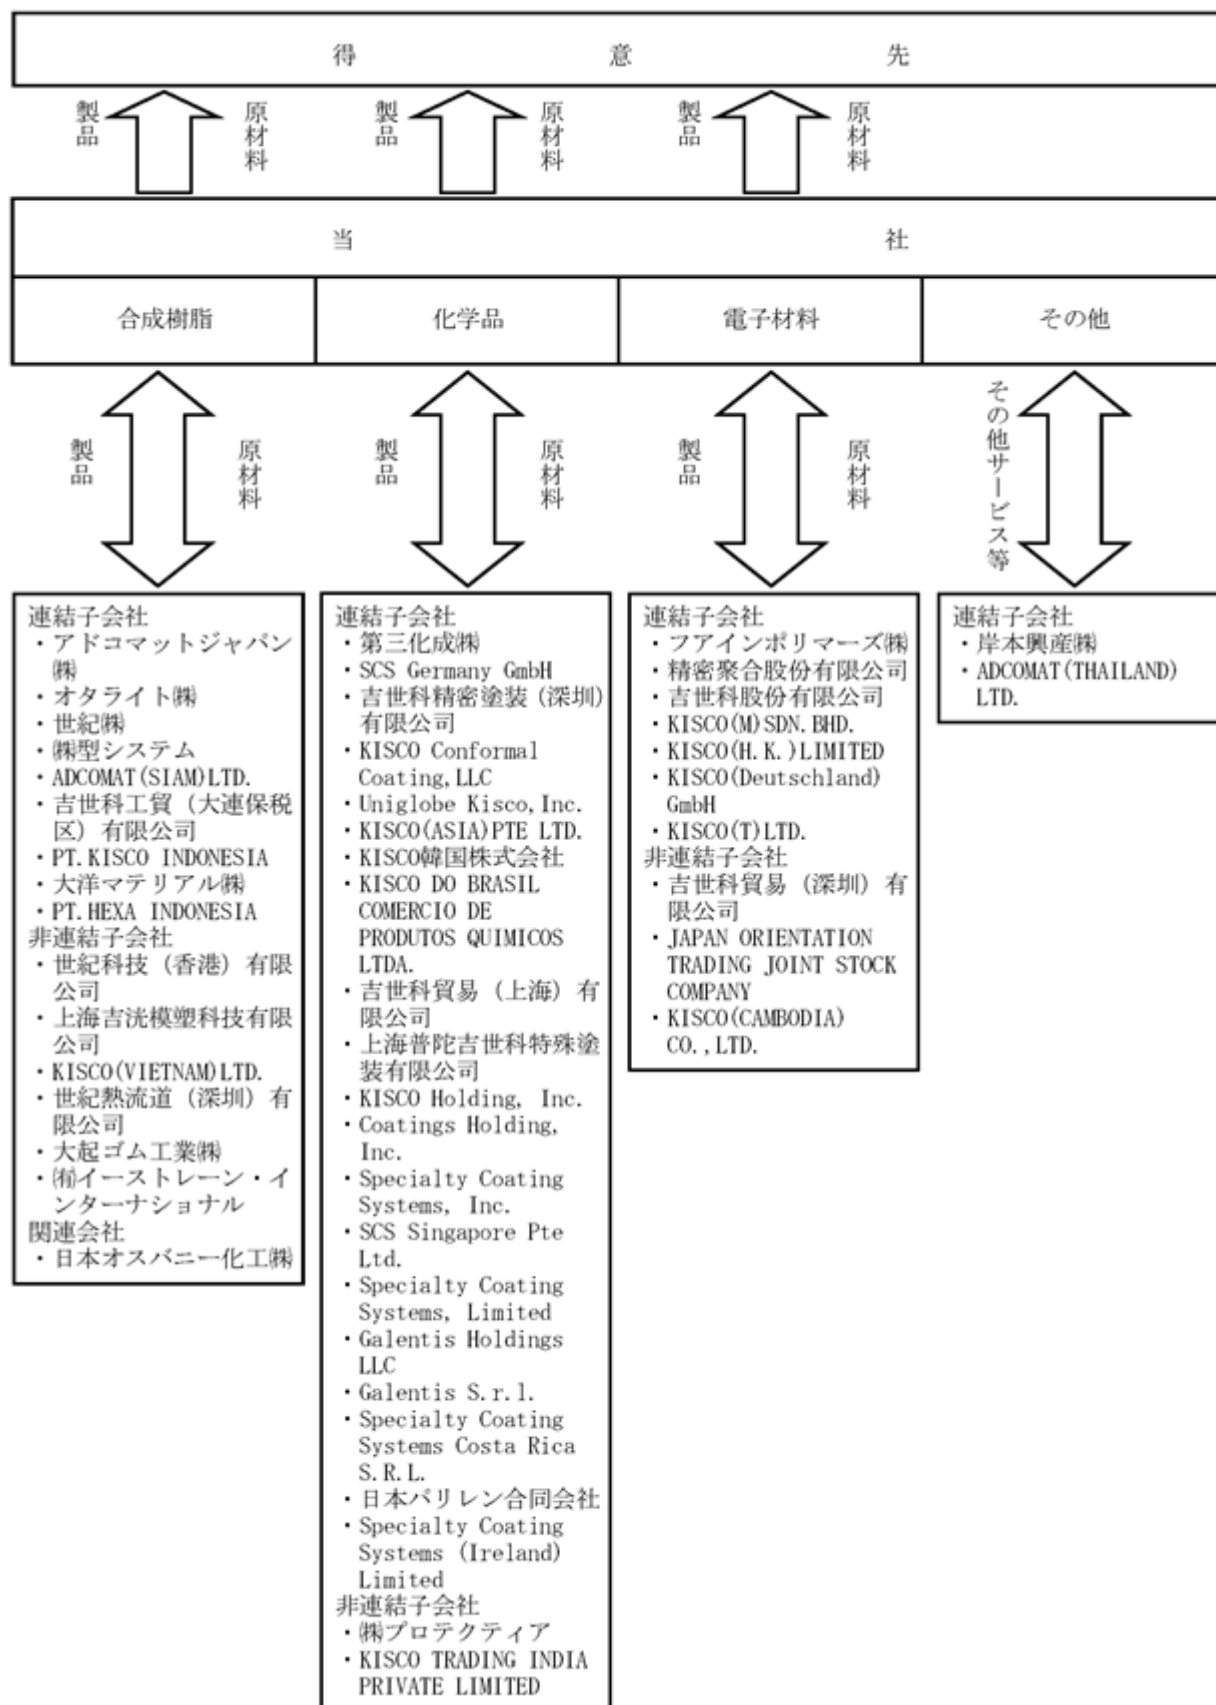 得意先
製品
原材料
製品
原材料
製品
原材料
当社
合成樹脂
化学品
電子材料
その他
製品
原材料
製品
原材料
製品
原材料
その他サービス等
連結子会社
・アドコマットジャパン
㈱
・オタライト㈱
・世紀㈱
・㈱型システム
・ADCOMAT(SIAM)LTD.
・吉世科工貿（大連保税
区）有限公司
・PT.KISCO INDONESIA
・大洋マテリアル㈱
・PT.HEXA INDONESIA
非連結子会社
・世紀科技（香港）有限
公司
・上海吉洸模塑科技有限
公司
・KISCO(VIETNAM)LTD.
・世紀熱流道（深圳）有
限公司
・大起ゴム工業㈱
・㈲イーストレーン・イ
ンターナショナル
関連会社
・日本オスバニー化工㈱
連結子会社
・第三化成㈱
・SCS Germany GmbH
・吉世科精密塗装（深圳）
有限公司
・KISCO Conformal
Coating,LLC
・Uniglobe Kisco,Inc.
・KISCO(ASIA)PTE LTD.
・KISCO韓国株式会社
・KISCO DO BRASIL
COMERCIO DE
PRODUTOS QUIMICOS
LTDA.
・吉世科貿易（上海）有
限公司
・上海普陀吉世科特殊塗
装有限公司
・KISCO Holding, Inc.
・Coatings Holding,
Inc.
・Specialty Coating
Systems, Inc.
・SCS Singapore Pte
Ltd.
・Specialty Coating
Systems, Limited
・Galentis Holdings
LLC
・Galentis S.r.l.
・Specialty Coating
Systems Costa Rica
S.R.L.
・日本パリレン合同会社
・Specialty Coating
Systems (Ireland)
Limited
非連結子会社
・㈱プロテクティア
・KISCO TRADING INDIA
PRIVATE LIMITED
連結子会社
・フアインポリマーズ㈱
・精密聚合股份有限公司
・吉世科股份有限公司
・KISCO(M)SDN.BHD.
・KISCO(H.K.)LIMITED
・KISCO(Deutschland)
GmbH
・KISCO(T)LTD.
非連結子会社
・吉世科貿易（深圳）有
限公司
・JAPAN ORIENTATION
TRADING JOINT STOCK
COMPANY
・KISCO(CAMBODIA)
CO.,LTD.
連結子会社
・岸本興産㈱
・ADCOMAT(THAILAND)
LTD.